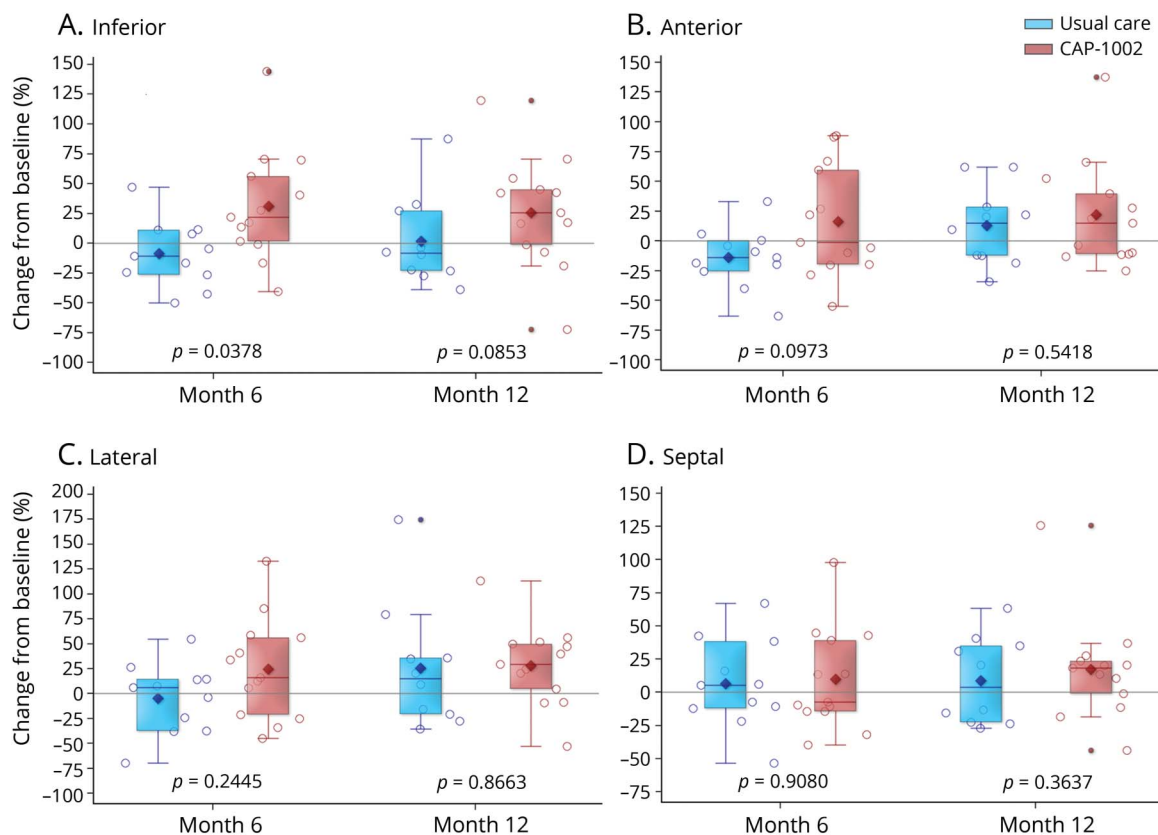 A. Inferior
Change from baseline (%)
150
125
100
75
50
25
0
−25
−50
−75
−100
p = 0.0378
p = 0.0853
Month 6
Month 12
B. Anterior
Usual care
CAP-1002
150
125
100
75
50
25
0
−25
−50
−75
−100
p = 0.0973
p = 0.5418
Month 6
Month 12
C. Lateral
Change from baseline (%)
200
175
150
125
100
75
50
25
0
−25
−50
−75
−100
p = 0.2445
p = 0.8663
Month 6
Month 12
D. Septal
150
125
100
75
50
25
0
−25
−50
−75
p = 0.9080
p = 0.3637
Month 6
Month 12